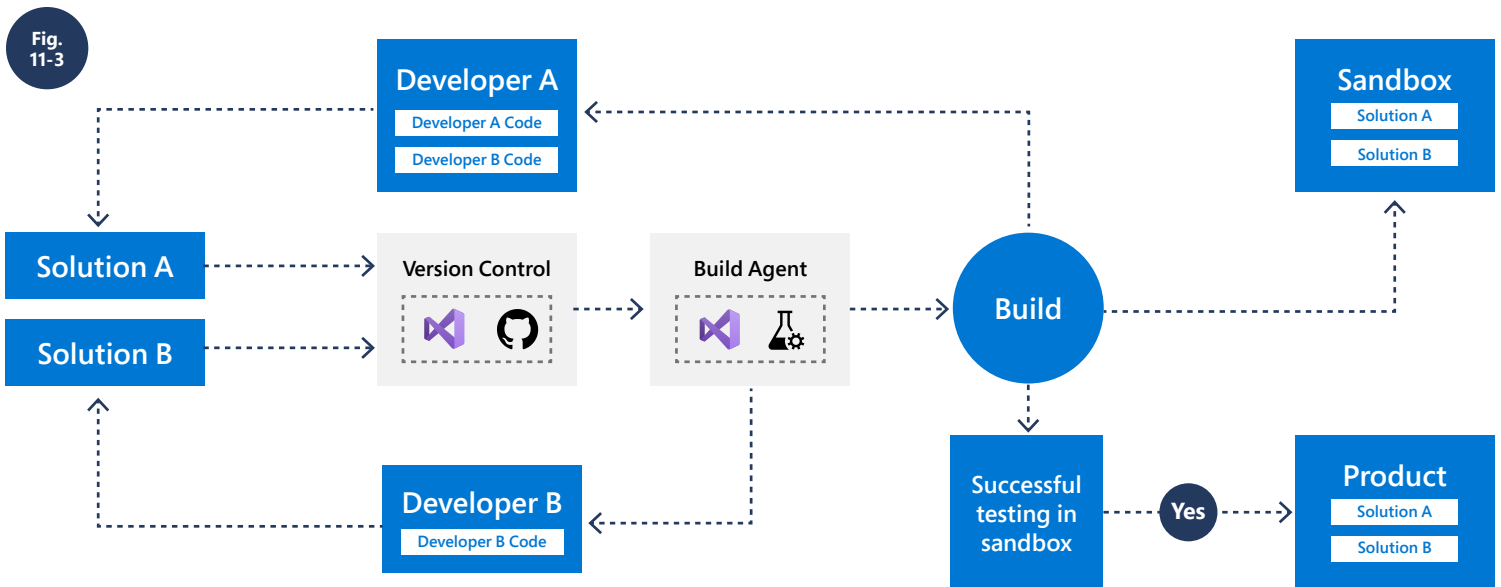 Fig.
11-3
Developer A
Developer A Code
Developer B Code
Sandbox
Solution A
Solution B
Solution A
Solution B
Version Control
Build Agent
Build
Developer B
Developer B Code
Successful
testing in
sandbox
Yes
Product
Solution A
Solution B